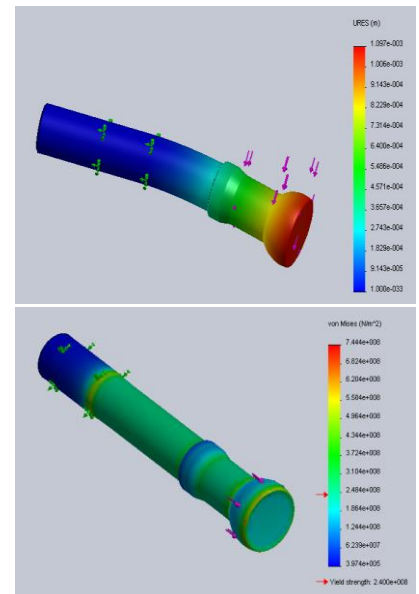 URES (m)
1.097e-003
1.006e-003
9.143e-004
8.229e-004
7.314e-004
6.400e-004
5.486e-004
4.571e-004
3.657e-004
2.743e-004
1.829e-004
9.143e-005
1.000e-033
von Mises (N/m^2)
7.444e+008
6.824e+008
6.204e+008
5.584e+008
4.964e+008
4.344e+008
3.724e+008
3.104e+008
2.484e+008
1.864e+008
1.244e+008
6.239e+007
3.974e+005
Yield strength: 2.400e+008